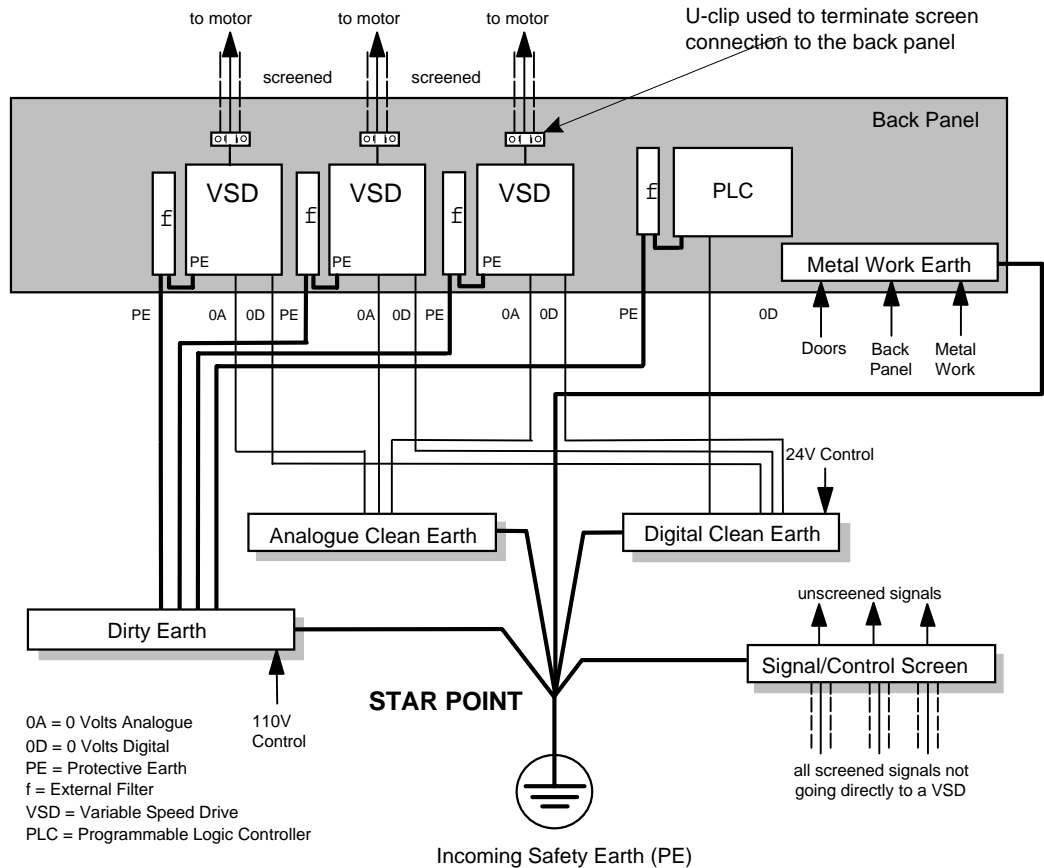 to motor
to motor
to motor
U-clip used to terminate screen
connection to the back panel
screened
screened
Back Panel
f
VSD
PE
f
VSD
PE
f
VSD
PE
f
PLC
Metal Work Earth
PE
0A
0D
PE
0A
0D
PE
0A
0D
PE
0D
Doors
Back
Panel
Metal
Work
24V Control
Analogue Clean Earth
Digital Clean Earth
Dirty Earth
unscreened signals
Signal/Control Screen
STAR POINT
110V
Control
0A = 0 Volts Analogue
0D = 0 Volts Digital
PE = Protective Earth
f = External Filter
VSD = Variable Speed Drive
PLC = Programmable Logic Controller
all screened signals not
going directly to a VSD
Incoming Safety Earth (PE)